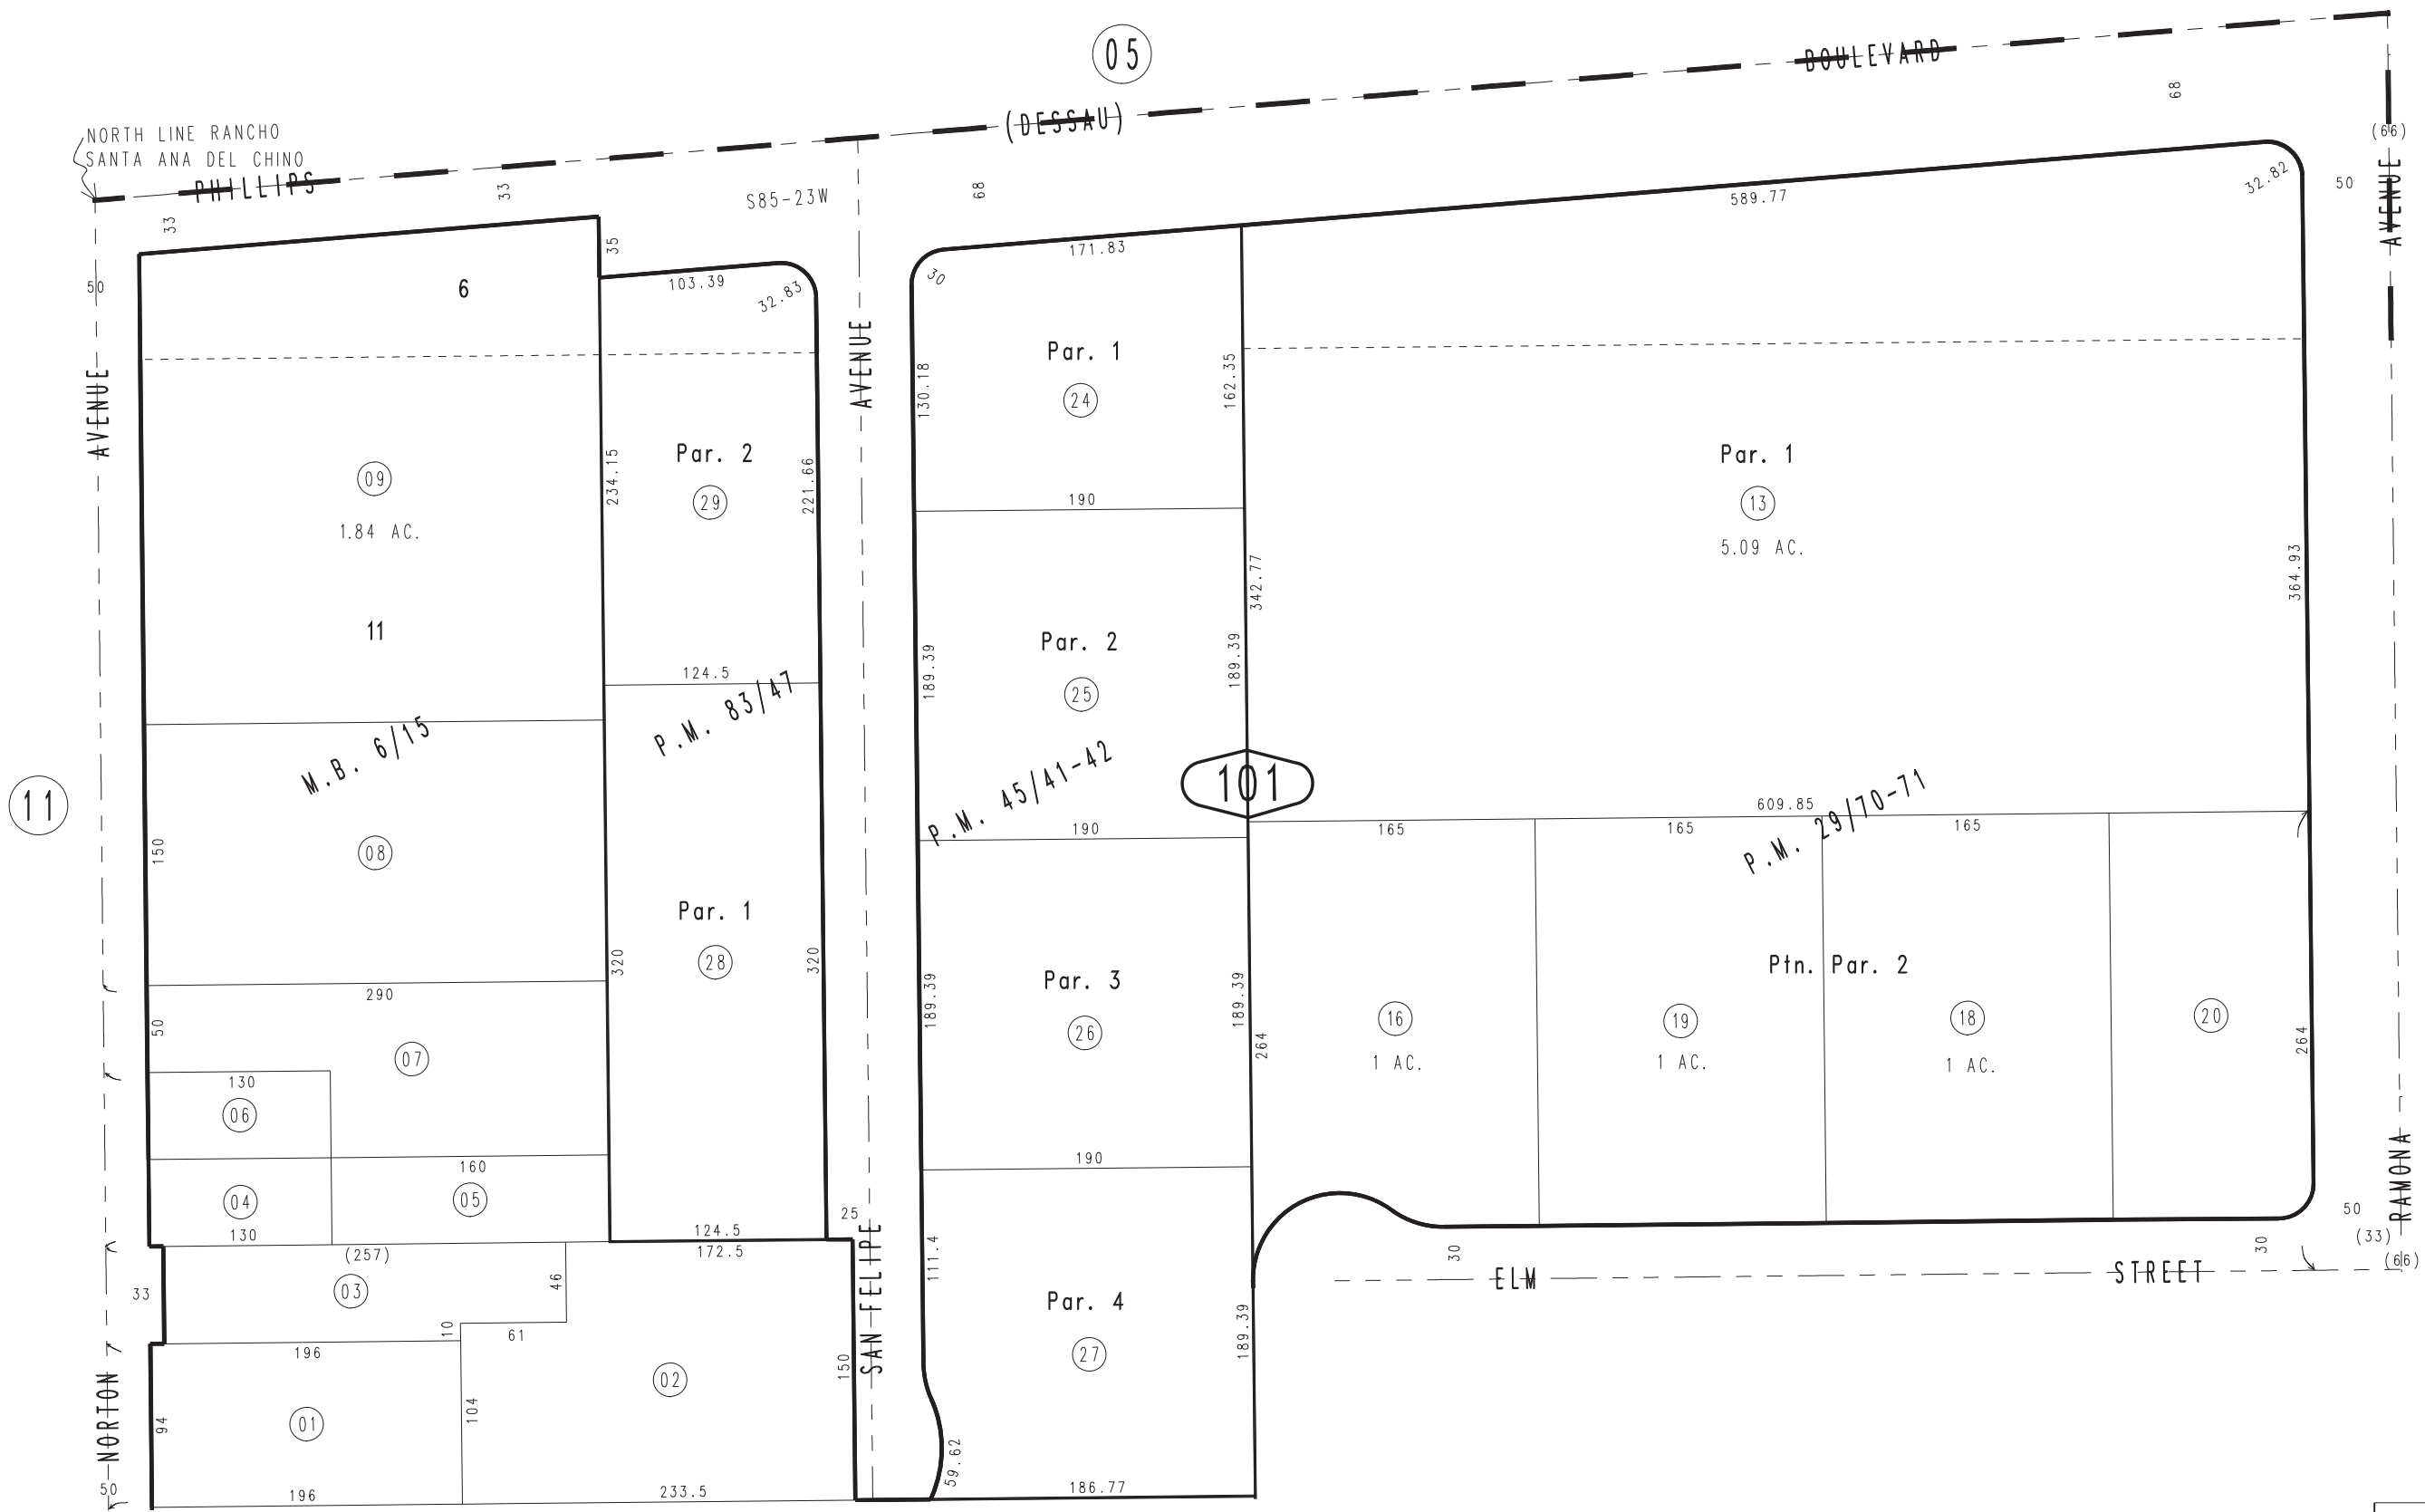 05
BOULEVARD
(DESSAU)
68
(66)
NORTH LINE RANCHO
SANTA ANA DEL CHINO
PHILLIPS
33
33
S85-23W
68
589.77
32.82
50
AVENUE
35
171.83
30
50
6
103.39
32.83
AVENUE
AVENUE
Par. 1
24
130.18
162.35
Par. 2
29
234.15
221.66
09
1.84 AC.
190
Par. 1
13
5.09 AC.
342.77
364.93
11
124.5
Par. 2
25
189.39
189.39
M.B. 6/15
P.M. 83/47
P.M. 45/41-42
101
P.M. 29/70-71
609.85
11
150
08
190
165
165
165
Par. 1
28
320
320
290
50
07
Par. 3
26
189.39
189.39
264
Ptn. Par. 2
16
1 AC.
19
1 AC.
18
1 AC.
20
264
130
06
160
190
04
05
130
124.5
25
RAMONA
50
(33)
(66)
(257)
172.5
33
03
46
10
61
196
SAN FELIPE
111.4
30
30
ELM
STREET
Par. 4
27
189.39
NORTON
150
02
94
01
104
59.62
50
196
233.5
186.77